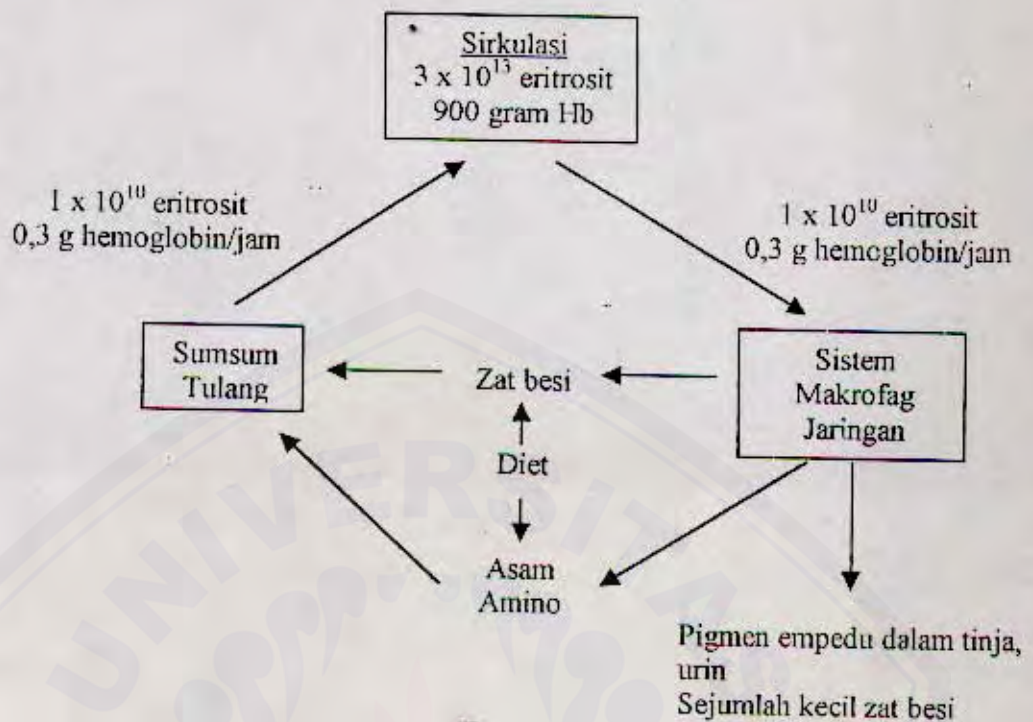 Sirkulasi
3 x 10¹³ eritrosit
900 gram Hb
1 x 10¹⁰ eritrosit
0,3 g hemoglobin/jam
1 x 10¹⁰ eritrosit
0,3 g hemoglobin/jam
Sumsum
Tulang
Zat besi
Sistem
Makrofag
Jaringan
Diet
Asam
Amino
Pigmen empedu dalam tinja,
urin
Sejumlah kecil zat besi
UNIVERSITA